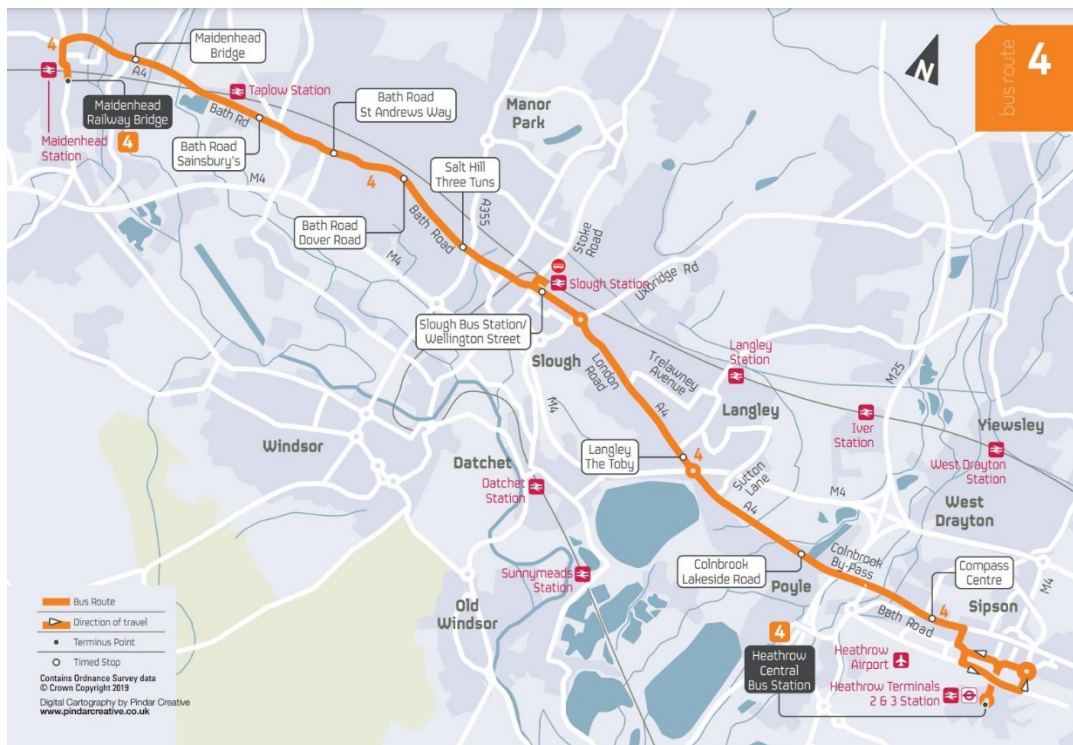 bus route
4
4
Maidenhead
Bridge
A4
Taplow Station
Maidenhead
Railway Bridge
4
Maidenhead
Station
Bath Rd
Bath Road
Sainsbury's
Bath Road
St Andrews Way
Manor
Park
M4
4
Salt Hill
Three Tuns
A355
Bath Road
Dover Road
Bath Road
Stoke
Road
M4
Slough Station
Uxbridge Rd
Slough Bus Station/
Wellington Street
Slough
London
Road
Trelawney
Avenue
Langley
Station
M25
A4
Langley
Iver
Station
Yiewsley
West Drayton
Station
M4
Windsor
Datchet
Datchet
Station
Langley
The Toby
4
Sutton
Lane
M4
West
Drayton
A4
Colnbrook
By-Pass
Sunnymeads
Station
Colnbrook
Lakeside Road
Poyle
Compass
Centre
M4
Sipson
Old
Windsor
Bath Road
4
4
Heathrow
Central
Bus Station
Heathrow
Airport
Heathrow Terminals
2 & 3 Station
N
Bus Route
Direction of travel
Terminus Point
Timed Stop
Contains Ordnance Survey data
© Crown Copyright 2019
Digital Cartography by Pindar Creative
www.pindarcreative.co.uk